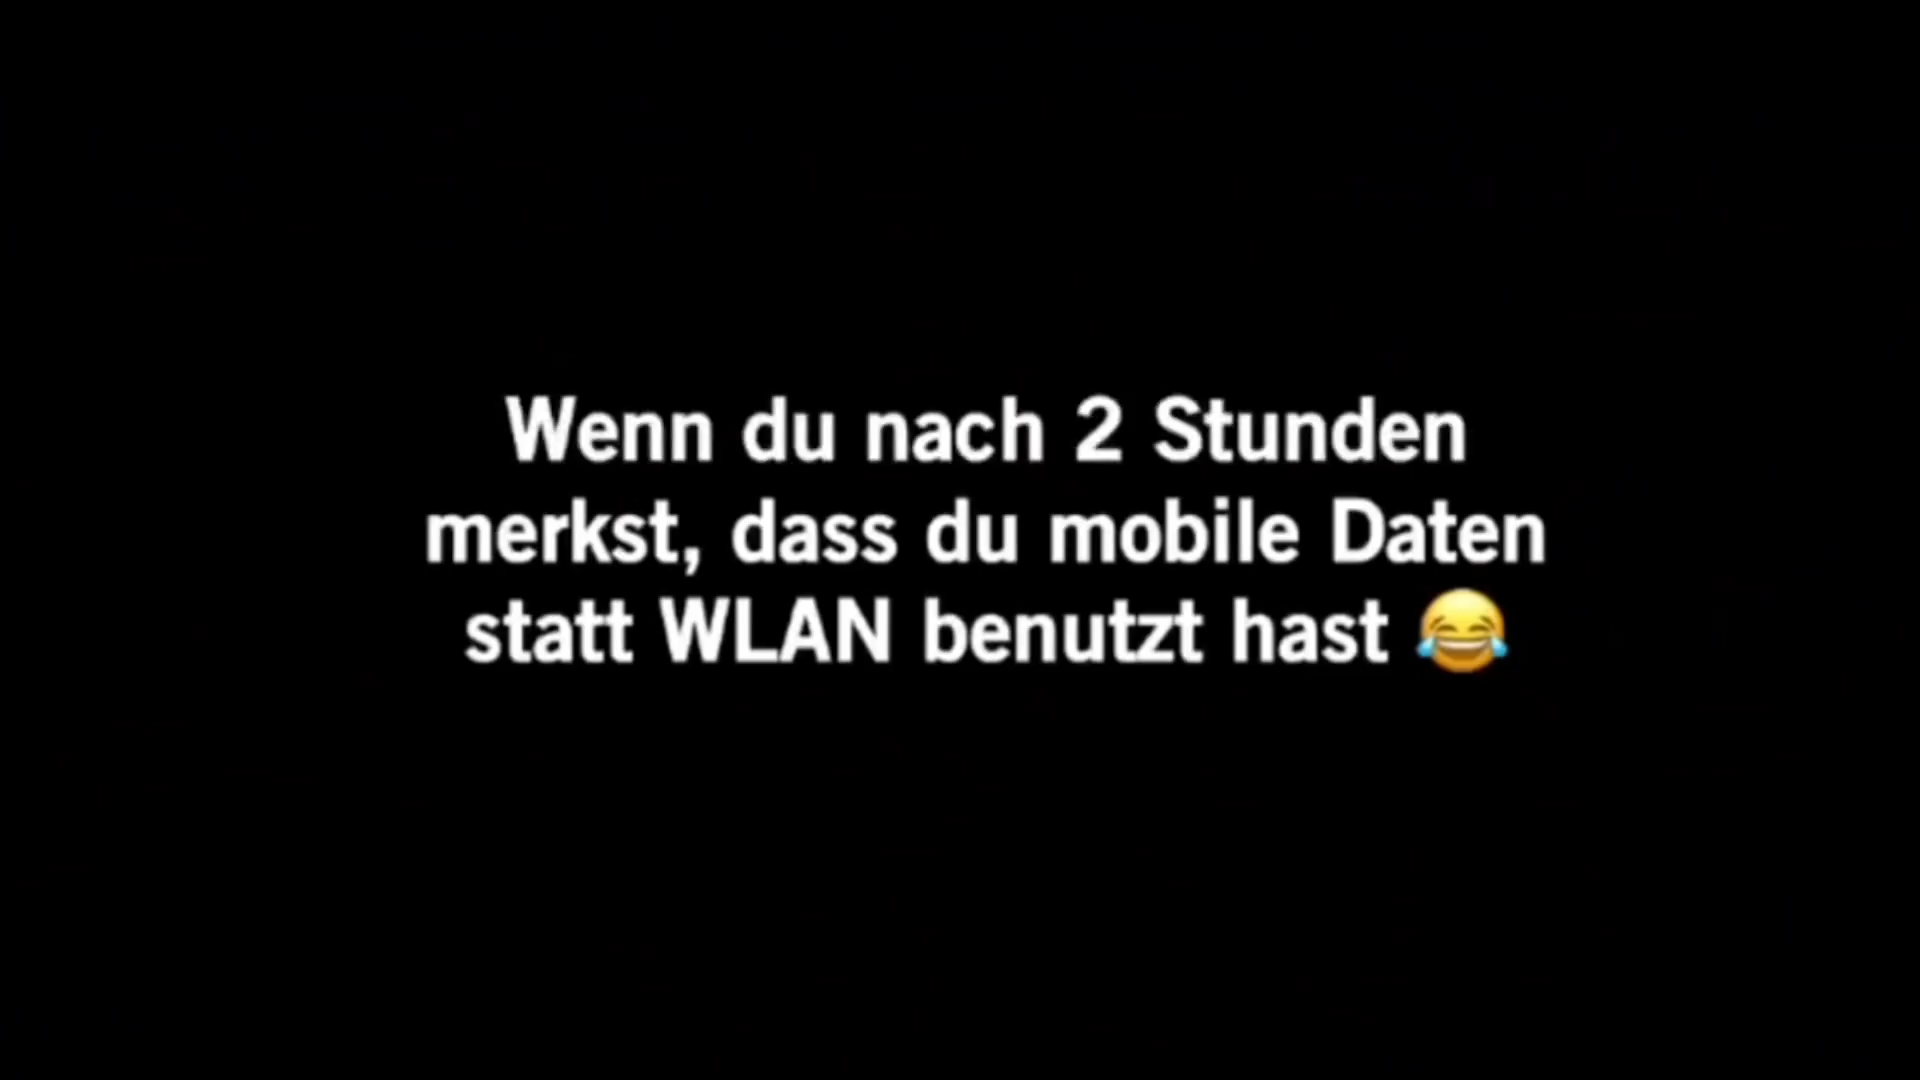 Wenn du nach 2 Stunden
merkst, dass du mobile Daten
statt WLAN benutzt hast 😂